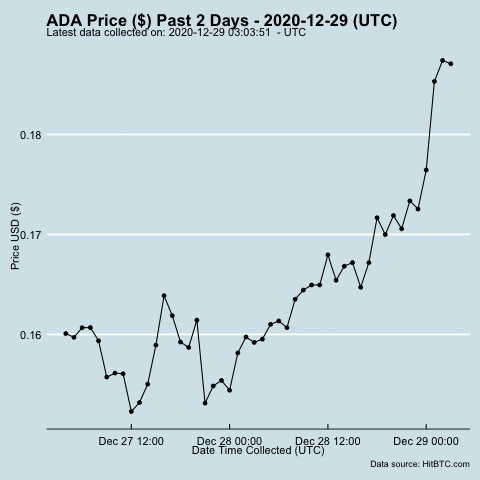 ADA Price ($) Past 2 Days - 2020-12-29 (UTC)
Latest data collected on: 2020-12-29 03:03:51 - UTC
0.18
0.17
0.16
Price USD ($)
Dec 27 12:00 Dec 28 00:00 Dec 28 12:00 Dec 29 00:00
Date Time Collected (UTC)
Data source: HitBTC.com